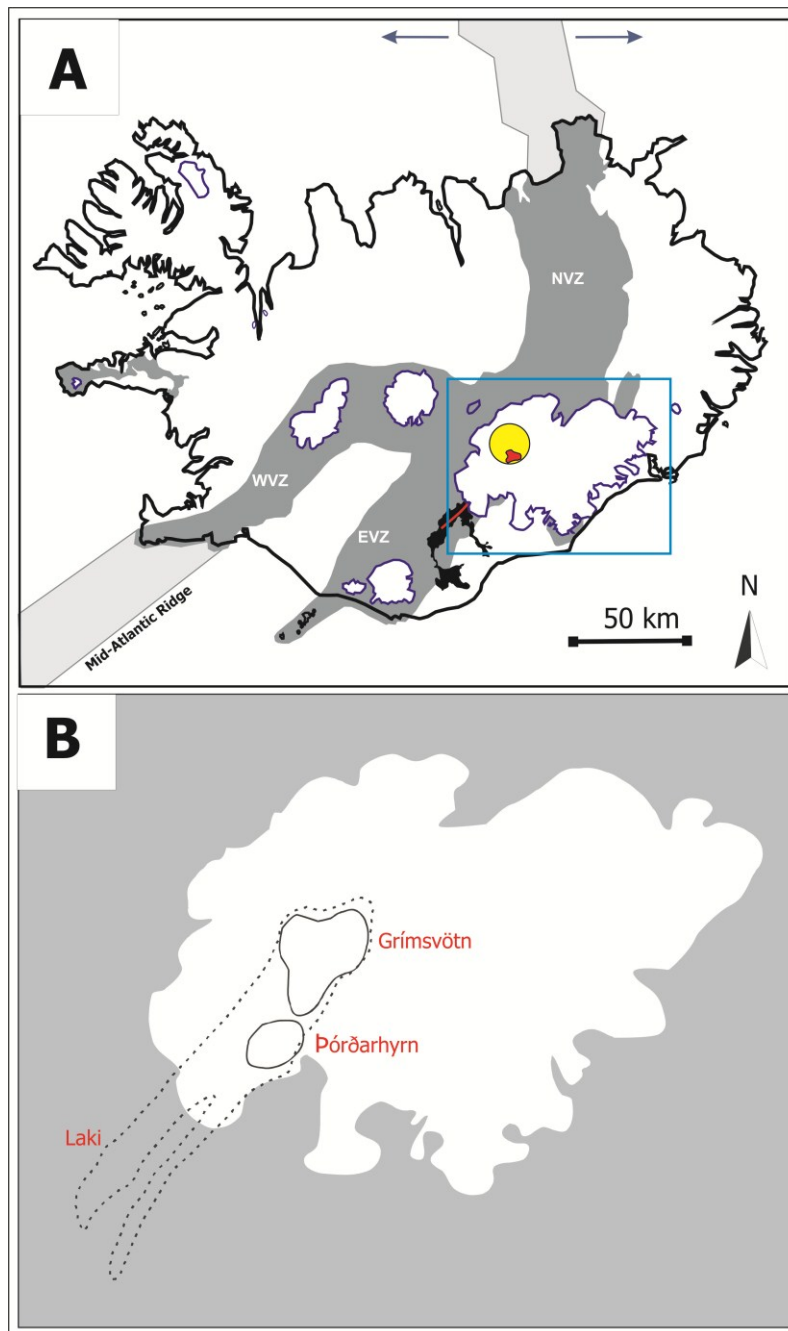 A
NVZ
WVZ
EVZ
Mid-Atlantic Ridge
50 km
N
B
Grímsvötn
Þórðarhyrn
Laki